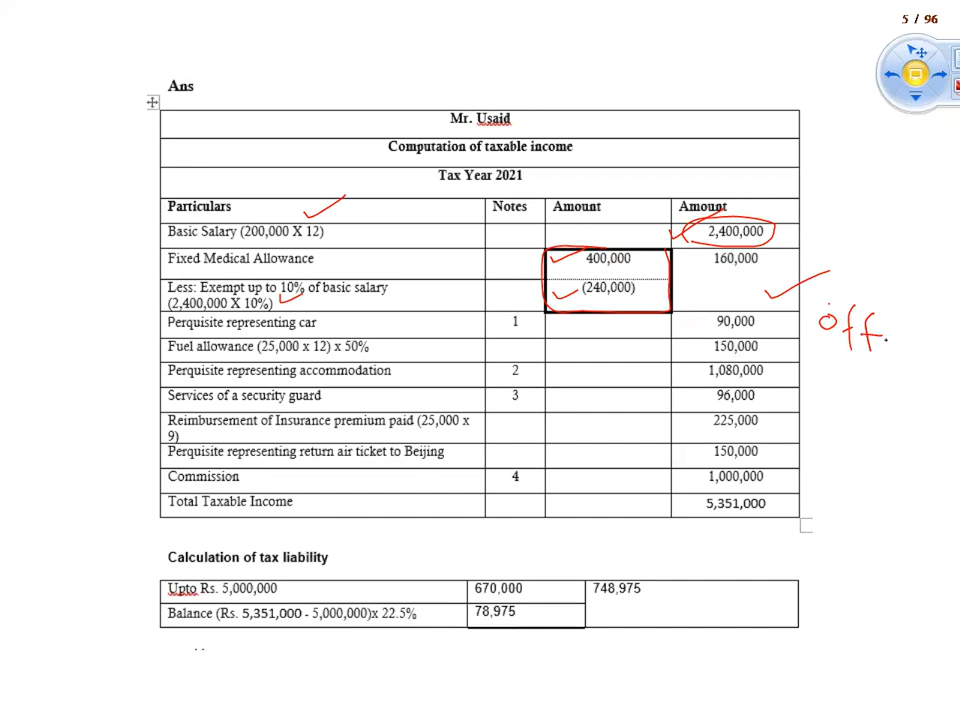 5 / 96
Ans
Mr. Usaid
Computation of taxable income
Tax Year 2021
Particulars Notes Amount Amount
Basic Salary (200,000 X 12) 2,400,000
Fixed Medical Allowance 400,000 160,000
Less: Exempt up to 10% of basic salary (240,000)
(2,400,000 X 10%)
Perquisite representing car 1 90,000
Fuel allowance (25,000 x 12) x 50% 150,000
Perquisite representing accommodation 2 1,080,000
Services of a security guard 3 96,000
Reimbursement of Insurance premium paid (25,000 x 225,000
9)
Perquisite representing return air ticket to Beijing 150,000
Commission 4 1,000,000
Total Taxable Income 5,351,000
off
Calculation of tax liability
Upto Rs. 5,000,000 670,000 748,975
Balance (Rs. 5,351,000 - 5,000,000)x 22.5% 78,975